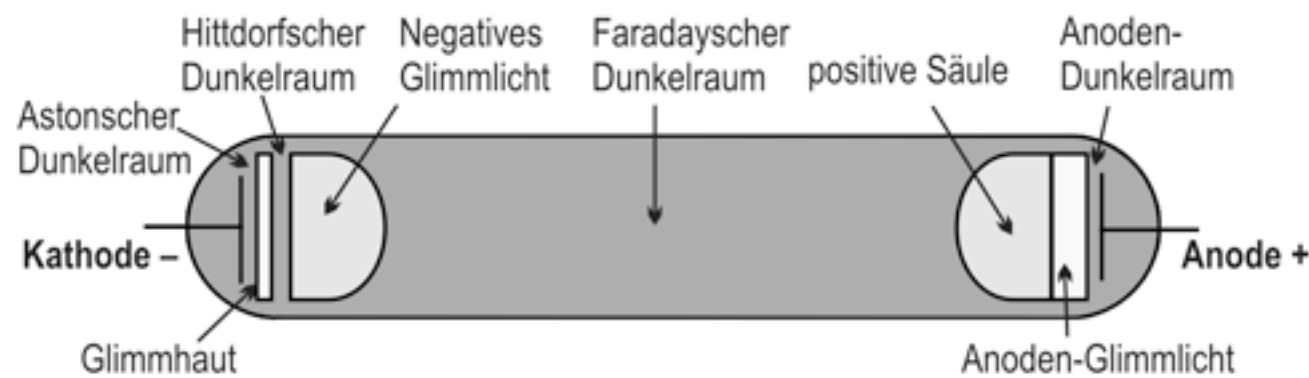 Hittdorfscher
Dunkelraum
Negatives
Glimmlicht
Faradayscher
Dunkelraum
positive Säule
Anoden-
Dunkelraum
Astonscher
Dunkelraum
Kathode –
Anode +
Glimmhaut
Anoden-Glimmlicht